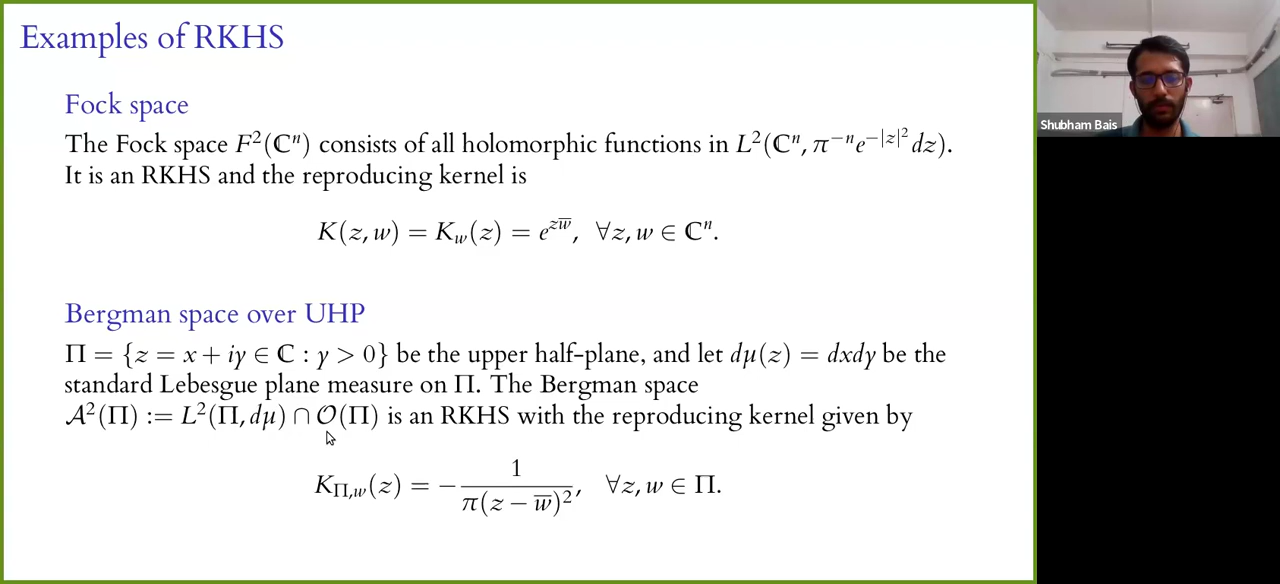 Examples of RKHS
Fock space
The Fock space F²(ℂⁿ) consists of all holomorphic functions in L²(ℂⁿ, π⁻ⁿe^{−|z|²}dz).
It is an RKHS and the reproducing kernel is
K(z, w) = K_w(z) = e^{z\overline{w}}, ∀z, w ∈ ℂⁿ.
Bergman space over UHP
Π = {z = x + iy ∈ ℂ : y > 0} be the upper half-plane, and let dμ(z) = dxdy be the
standard Lebesgue plane measure on Π. The Bergman space
𝒜²(Π) := L²(Π, dμ) ∩ 𝒪(Π) is an RKHS with the reproducing kernel given by
K_{Π,w}(z) = −\frac{1}{π(z − \overline{w})²}, ∀z, w ∈ Π.
Shubham Bais